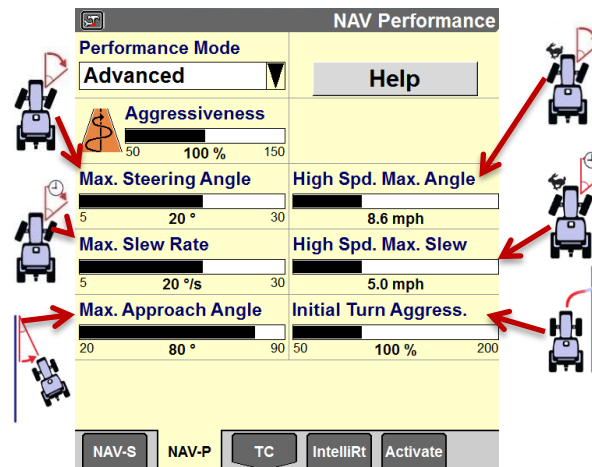 NAV Performance
Performance Mode
Advanced
Help
Aggressiveness
50 100 % 150
Max. Steering Angle High Spd. Max. Angle
5 20 ° 30 8.6 mph
Max. Slew Rate High Spd. Max. Slew
5 20 °/s 30 5.0 mph
Max. Approach Angle Initial Turn Aggress.
20 80 ° 90 50 100 % 200
NAV-S NAV-P TC IntelliRt Activate